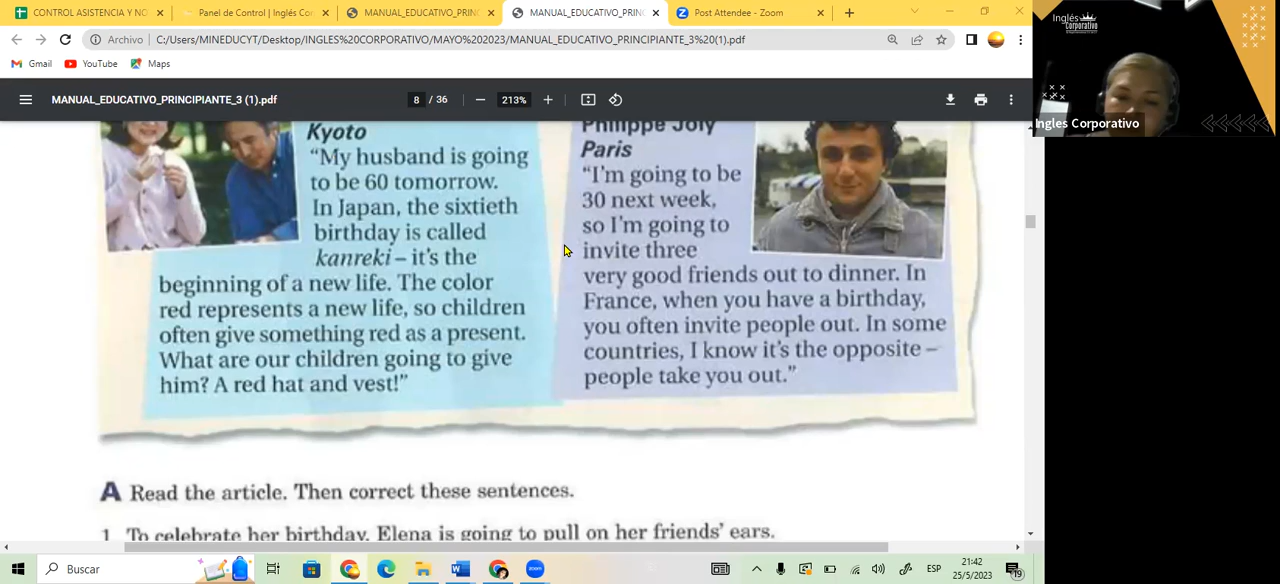 CONTROL ASISTENCIA Y NO
Panel de Control | Inglés Cor
MANUAL_EDUCATIVO_PRIN
MANUAL_EDUCATIVO_PRIN
Post Attendee - Zoom
Archivo
C:/Users/MINEDUCYT/Desktop/INGLES%20CORPORATIVO/MAYO%202023/MANUAL_EDUCATIVO_PRINCIPIANTE_3%20(1).pdf
Gmail
YouTube
Maps
MANUAL_EDUCATIVO_PRINCIPIANTE_3 (1).pdf
8 / 36
213%
Kyoto
"My husband is going
to be 60 tomorrow.
In Japan, the sixtieth
birthday is called
kanreki – it's the
beginning of a new life. The color
red represents a new life, so children
often give something red as a present.
What are our children going to give
him? A red hat and vest!"
Philippe Joly
Paris
"I'm going to be
30 next week,
so I'm going to
invite three
very good friends out to dinner. In
France, when you have a birthday,
you often invite people out. In some
countries, I know it's the opposite –
people take you out."
A Read the article. Then correct these sentences.
1 To celebrate her birthday, Elena is going to pull on her friends' ears.
Inglés
Corporativo
Ingles Corporativo
Buscar
ESP
21:42
25/5/2023
19